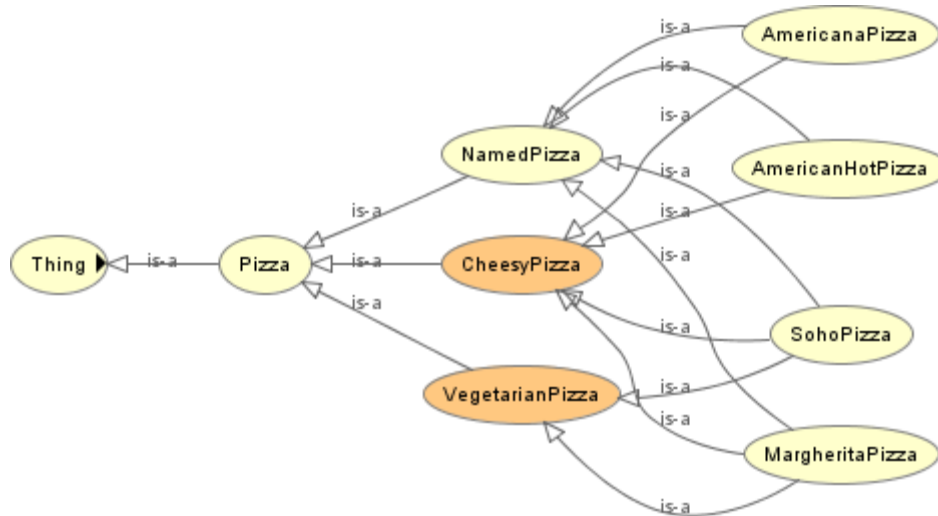 AmericanaPizza
is-a
is-a
is-a
NamedPizza
is-a
AmericanHotPizza
is-a
is-a
is-a
Thing
is-a
Pizza
is-a
CheesyPizza
is-a
is-a
SohoPizza
VegetarianPizza
is-a
is-a
MargheritaPizza
is-a